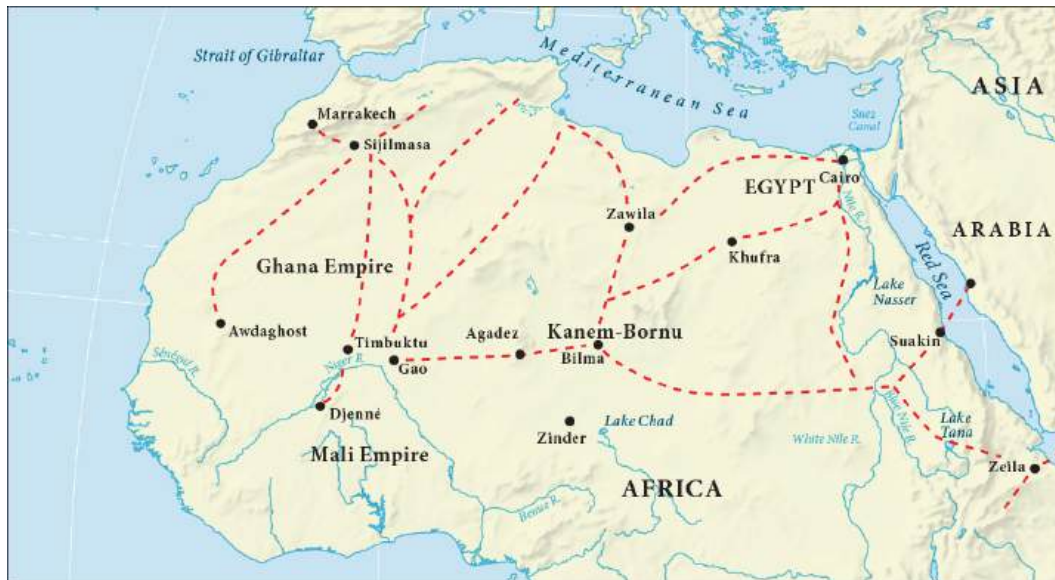 Strait of Gibraltar
Mediterranean Sea
ASIA
Marrakech
Sijilmasa
Suez
Canal
EGYPT
Cairo
Nile R.
Zawila
ARABIA
Khufra
Red Sea
Ghana Empire
Lake
Nasser
Awdaghost
Timbuktu
Agadez
Kanem-Bornu
Suakin
Sénégal R.
Niger R.
Gao
Bilma
Djenné
Zinder
Lake Chad
Blue Nile R.
Lake
Tana
White Nile R.
Mali Empire
Zeila
AFRICA
Benue R.